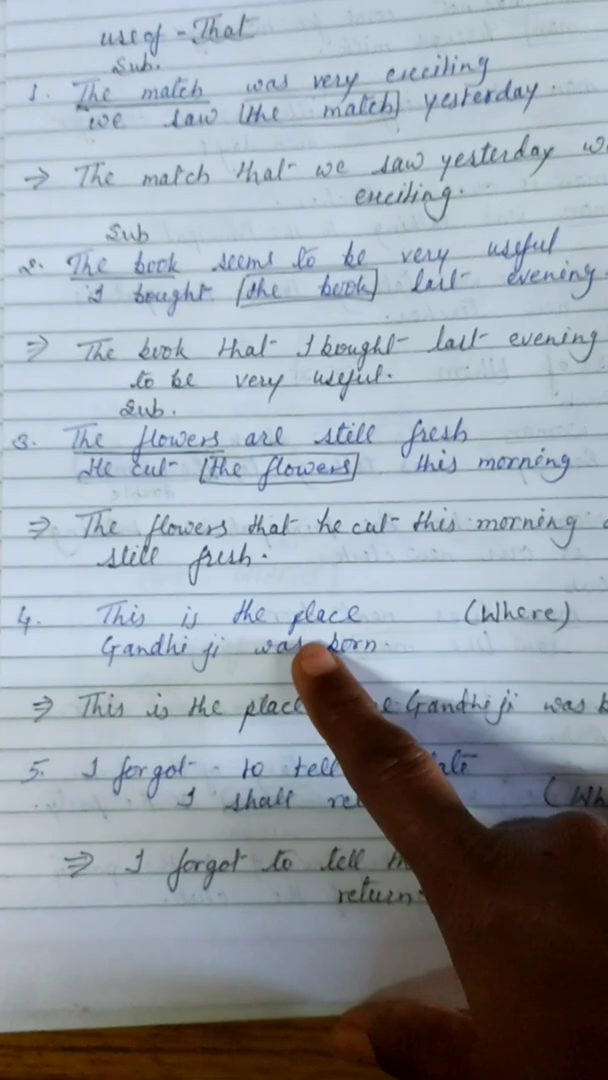 use of - That
Sub.
1. The match was very exciting
we saw [the match] yesterday.
→ The match that we saw yesterday
exciting.
Sub
2. The book seems to be very useful
I bought [the book] last evening.
⇒ The book that I bought last evening
to be very useful.
Sub.
3. The flowers are still fresh
He cut [the flowers] this morning
⇒ The flowers that he cut this morning
still fresh.
4. This is the place (Where)
Gandhi ji was born.
⇒ This is the place Gandhiji was
5. I forgot to tell
I shall
⇒ I forgot to tell
return